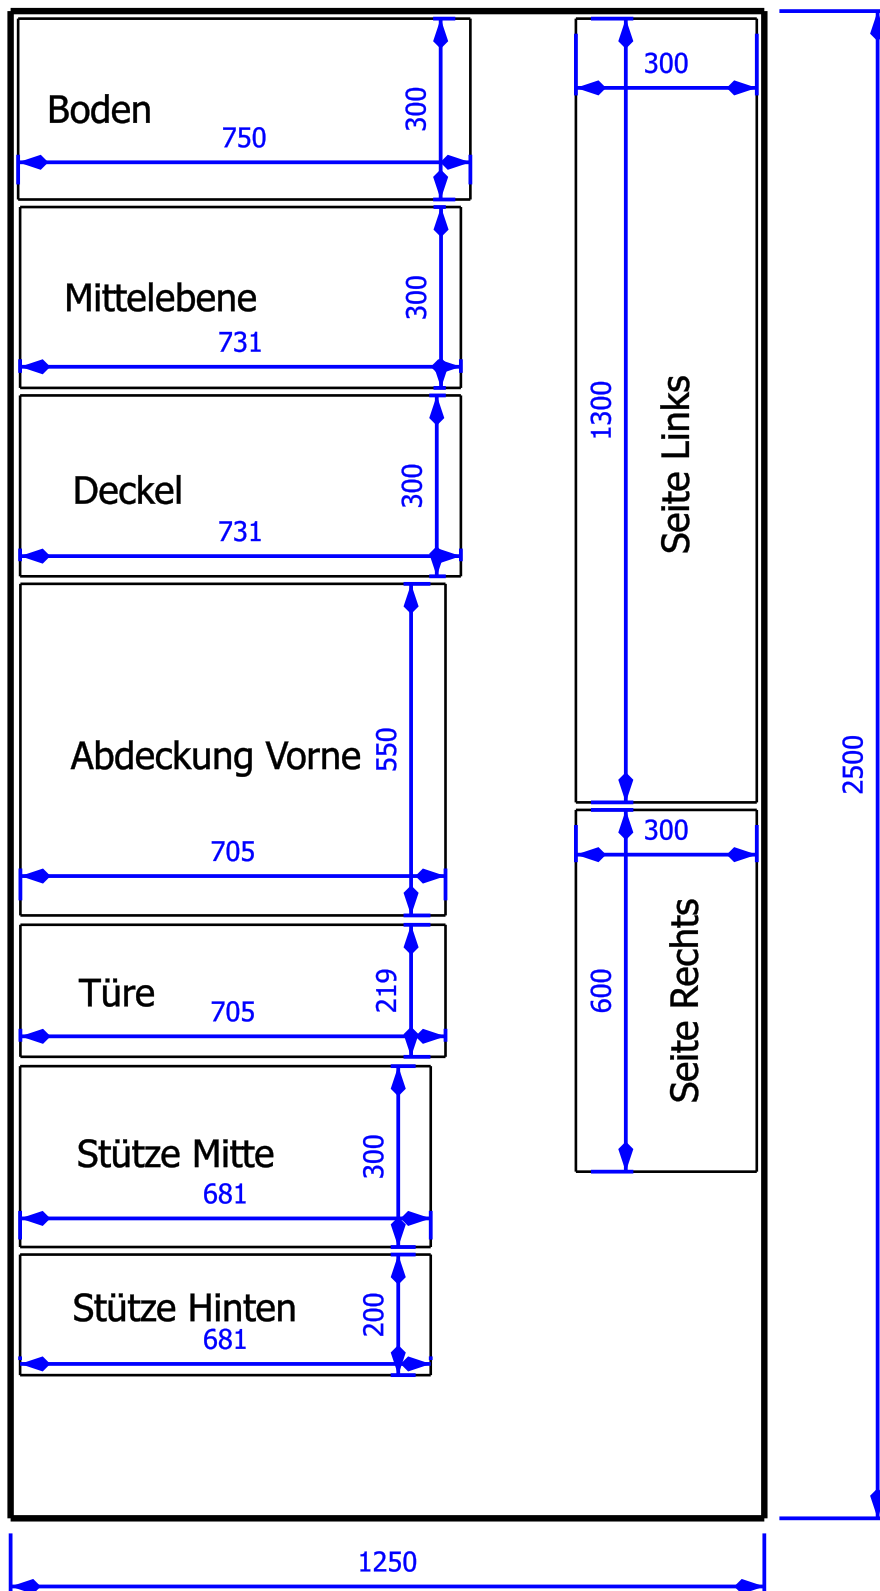 Boden
750
300
Mittelebene
731
300
Deckel
731
300
Abdeckung Vorne
705
550
Türe
705
219
Stütze Mitte
681
300
Stütze Hinten
681
200
300
1300
Seite Links
300
600
Seite Rechts
2500
1250